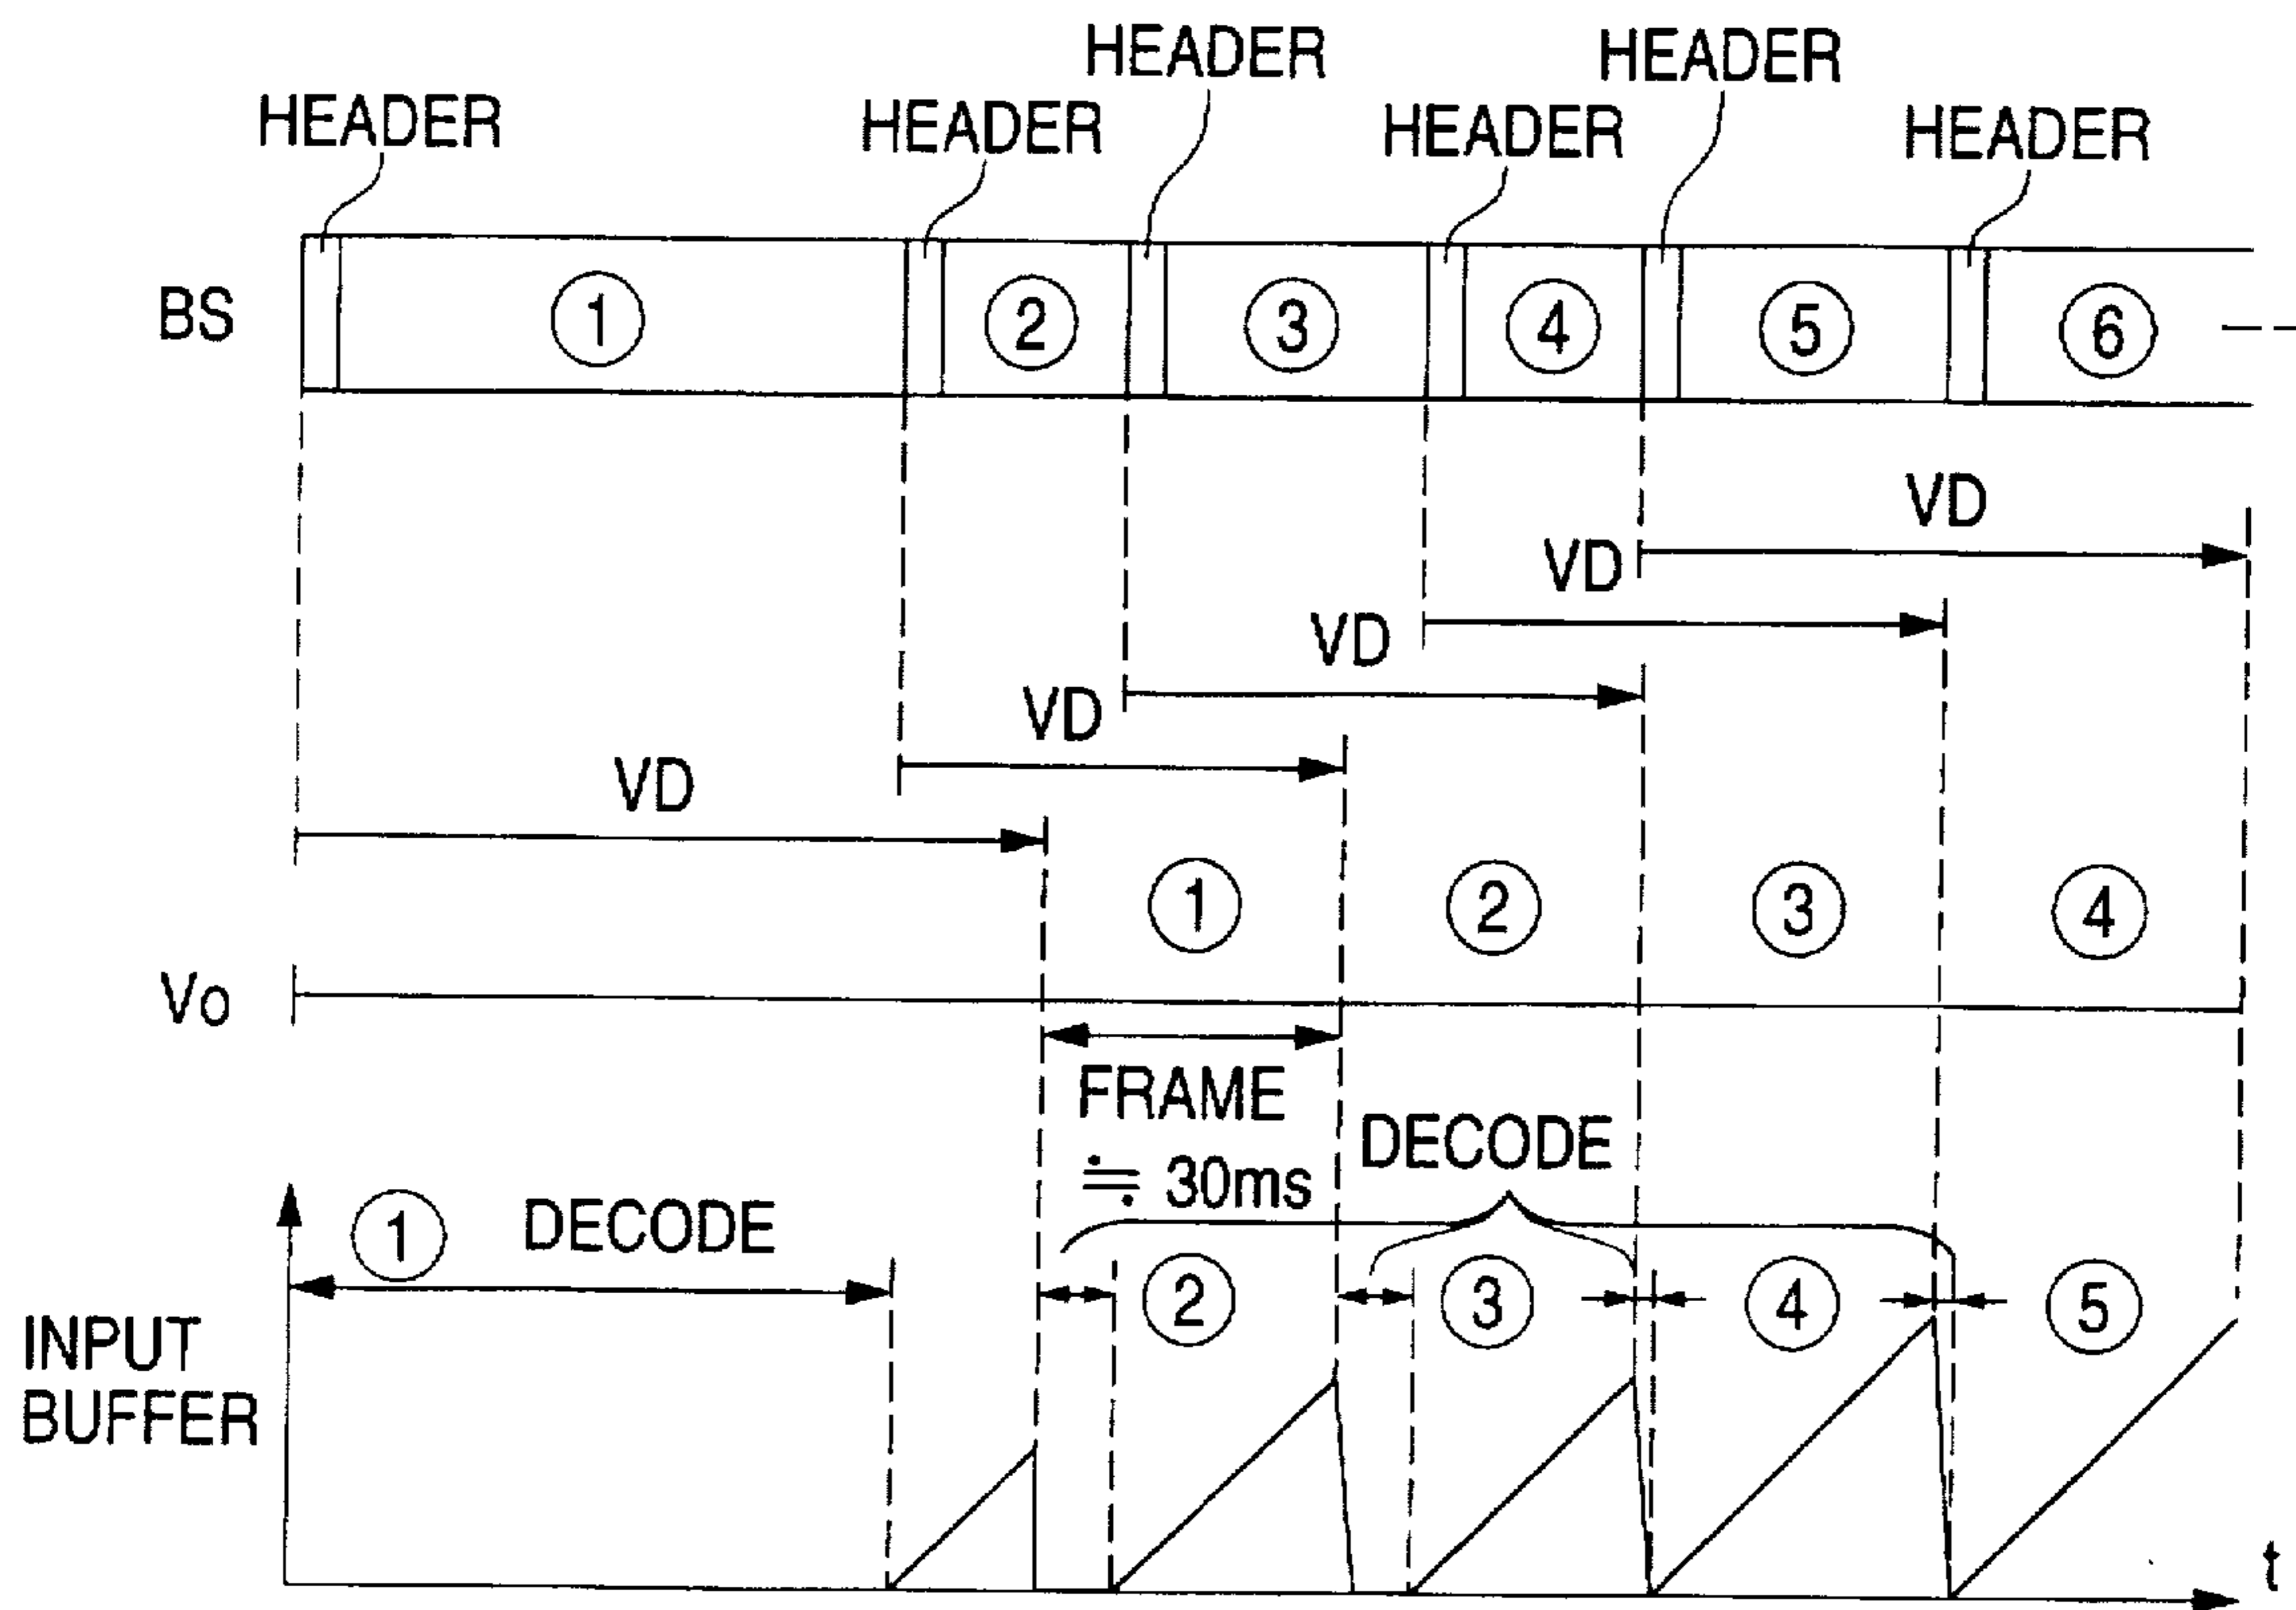 HEADER HEADER
HEADER HEADER HEADER HEADER
BS ① ② ③ ④ ⑤ ⑥
VD
VD
VD
VD
VD
① ② ③ ④
Vo
FRAME
≒ 30ms
DECODE
① DECODE
② ③ ④ ⑤
INPUT
BUFFER
t